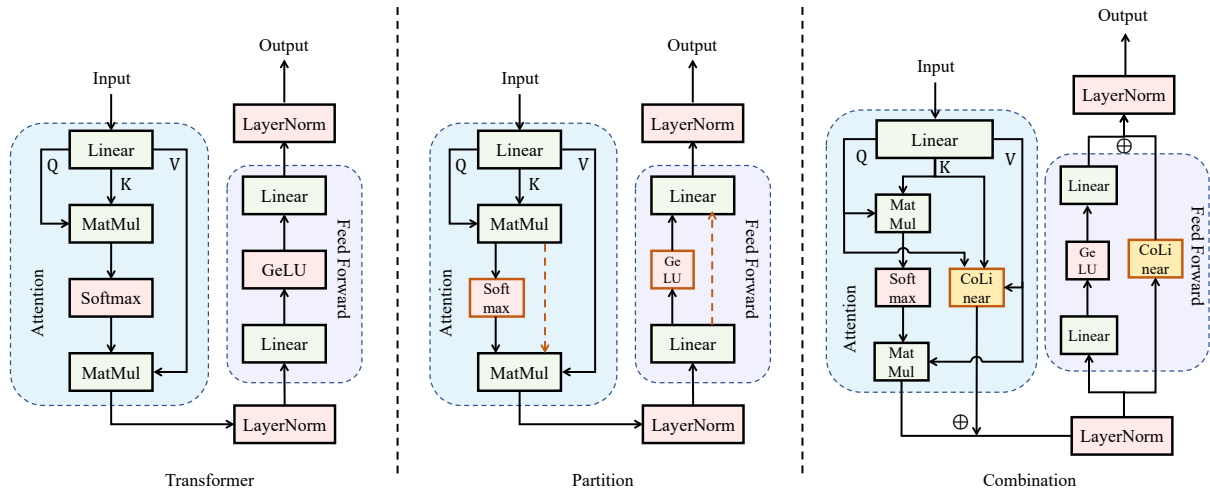 Input
Linear
Q
K
V
MatMul
Softmax
MatMul
Attention
Output
LayerNorm
Linear
GeLU
Linear
Feed Forward
LayerNorm
Transformer
Input
Linear
Q
K
V
MatMul
Soft
max
MatMul
Attention
Output
LayerNorm
Linear
Ge
LU
Linear
Feed Forward
LayerNorm
Partition
Input
Linear
Q
K
V
Mat
Mul
Soft
max
CoLi
near
Mat
Mul
Attention
⊕
Output
LayerNorm
⊕
Linear
Ge
LU
CoLi
near
Linear
Feed Forward
LayerNorm
Combination